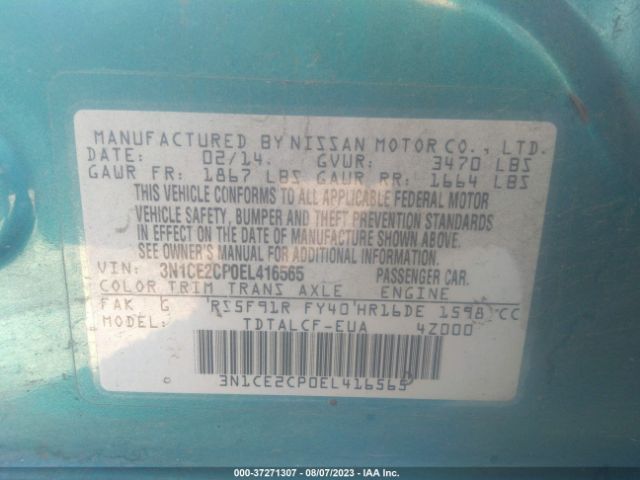 MANUFACTURED BY NISSAN MOTOR CO., LTD.
DATE: 02/14. GVWR: 3470 LBS
GAWR FR: 1867 LBS GAWR RR: 1664 LBS
THIS VEHICLE CONFORMS TO ALL APPLICABLE FEDERAL MOTOR
VEHICLE SAFETY, BUMPER AND THEFT PREVENTION STANDARDS
IN EFFECT ON THE DATE OF MANUFACTURE SHOWN ABOVE.
SEE OWNER'S MANUAL FOR ADDITIONAL INFORMATION.
VIN: 3N1CE2CP0EL416565 PASSENGER CAR.
COLOR TRIM TRANS AXLE ENGINE
FAK G RS5F91R FY40 HR16DE 1598 CC
MODEL: TDTALCF-EUA 4Z000
3N1CE2CP0EL416565
000-37271307 - 08/07/2023 - IAA Inc.